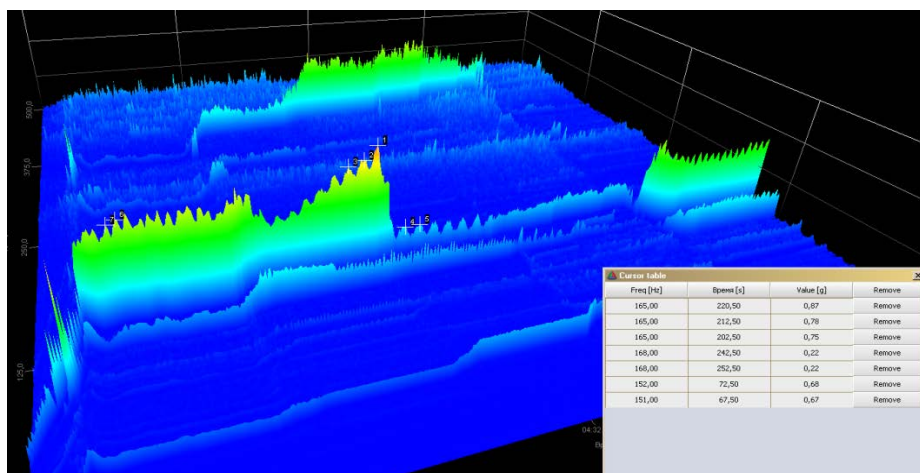 500,0
375,0
250,0
125,0
1
2
3
4
5
6
7
04:32
Cursor table
Freq [Hz] Время [s] Value [g] Remove
165,00 220,50 0,87 Remove
165,00 212,50 0,78 Remove
165,00 202,50 0,75 Remove
168,00 242,50 0,22 Remove
168,00 252,50 0,22 Remove
152,00 72,50 0,68 Remove
151,00 67,50 0,67 Remove